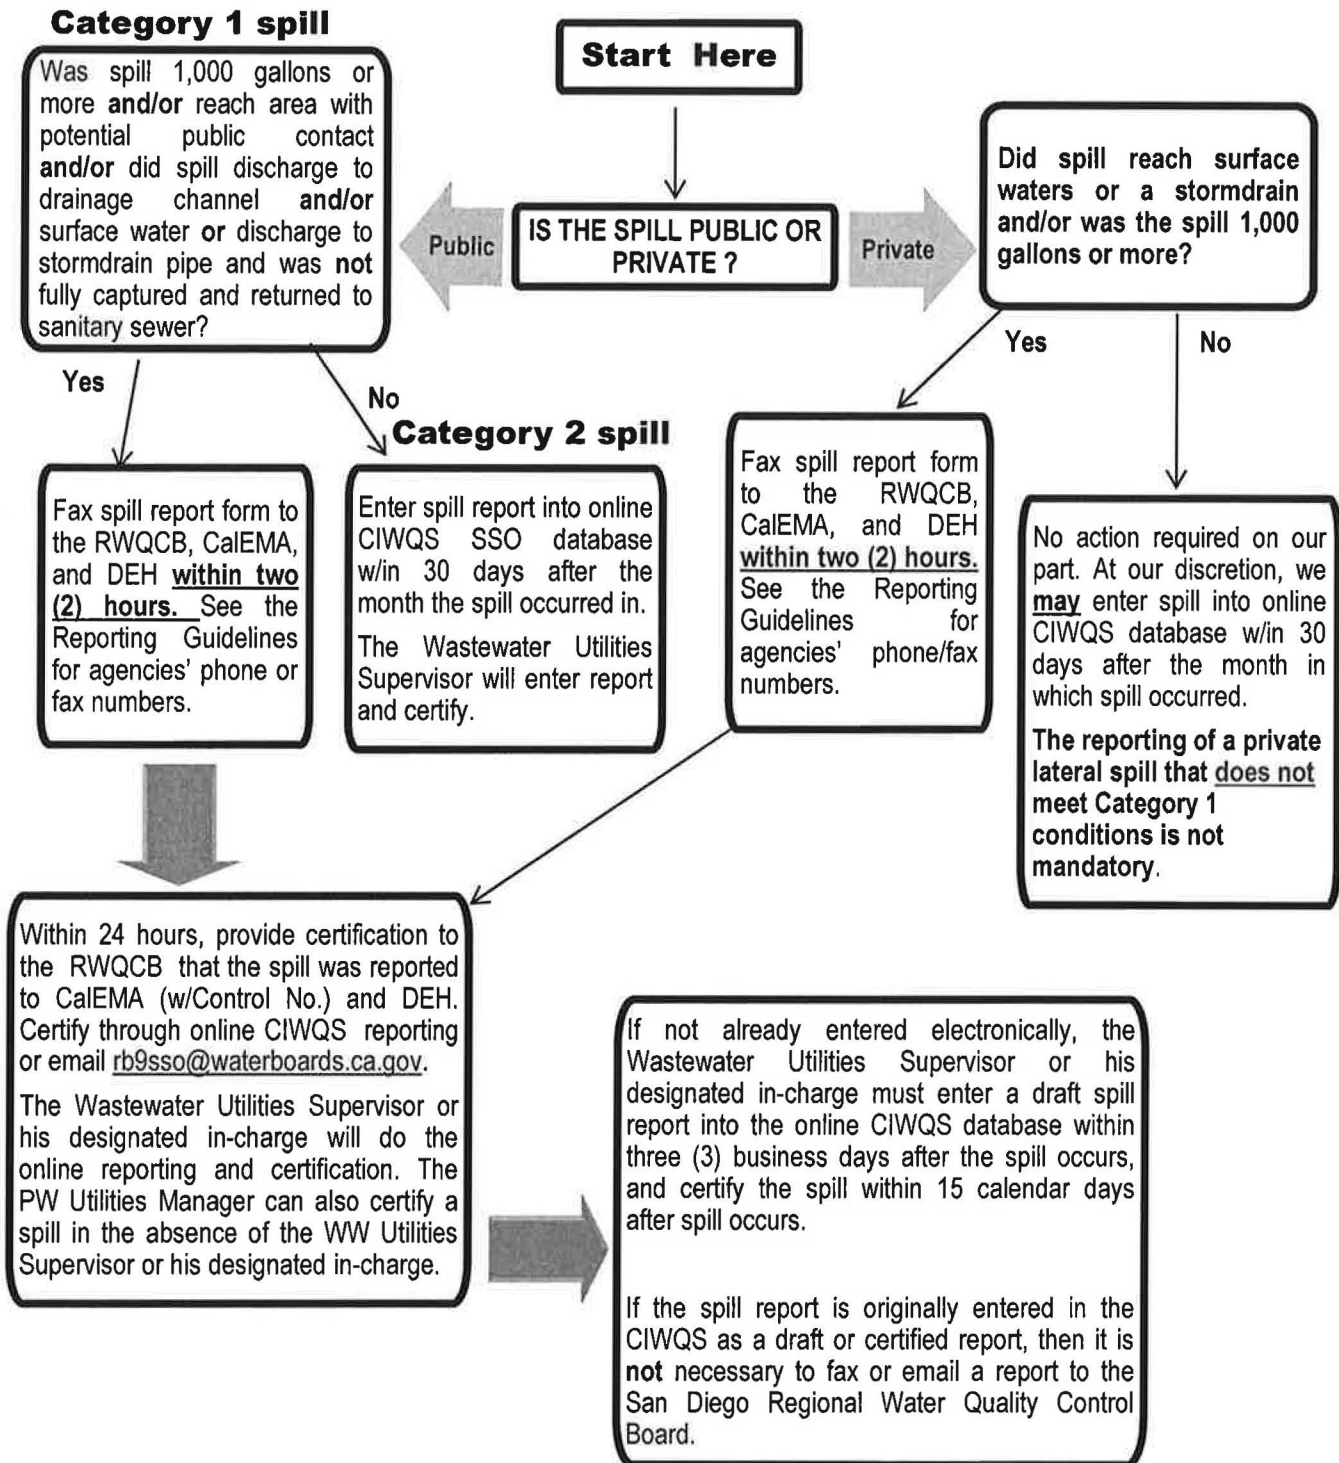 Category 1 spill
Was spill 1,000 gallons or
more and/or reach area with
potential public contact
and/or did spill discharge to
drainage channel and/or
surface water or discharge to
stormdrain pipe and was not
fully captured and returned to
sanitary sewer?
Start Here
IS THE SPILL PUBLIC OR
PRIVATE ?
Public
Private
Did spill reach surface
waters or a stormdrain
and/or was the spill 1,000
gallons or more?
Yes
No
Yes
No
Category 2 spill
Fax spill report form to
the RWQCB, CalEMA,
and DEH within two
(2) hours. See the
Reporting Guidelines
for agencies' phone or
fax numbers.
Enter spill report into online
CIWQS SSO database
w/in 30 days after the
month the spill occurred in.
The Wastewater Utilities
Supervisor will enter report
and certify.
Fax spill report form
to the RWQCB,
CalEMA, and DEH
within two (2) hours.
See the Reporting
Guidelines for
agencies' phone/fax
numbers.
No action required on our
part. At our discretion, we
may enter spill into online
CIWQS database w/in 30
days after the month in
which spill occurred.
The reporting of a private
lateral spill that does not
meet Category 1
conditions is not
mandatory.
Within 24 hours, provide certification to
the RWQCB that the spill was reported
to CalEMA (w/Control No.) and DEH.
Certify through online CIWQS reporting
or email rb9sso@waterboards.ca.gov.
The Wastewater Utilities Supervisor or
his designated in-charge will do the
online reporting and certification. The
PW Utilities Manager can also certify a
spill in the absence of the WW Utilities
Supervisor or his designated in-charge.
If not already entered electronically, the
Wastewater Utilities Supervisor or his
designated in-charge must enter a draft spill
report into the online CIWQS database within
three (3) business days after the spill occurs,
and certify the spill within 15 calendar days
after spill occurs.
If the spill report is originally entered in the
CIWQS as a draft or certified report, then it is
not necessary to fax or email a report to the
San Diego Regional Water Quality Control
Board.